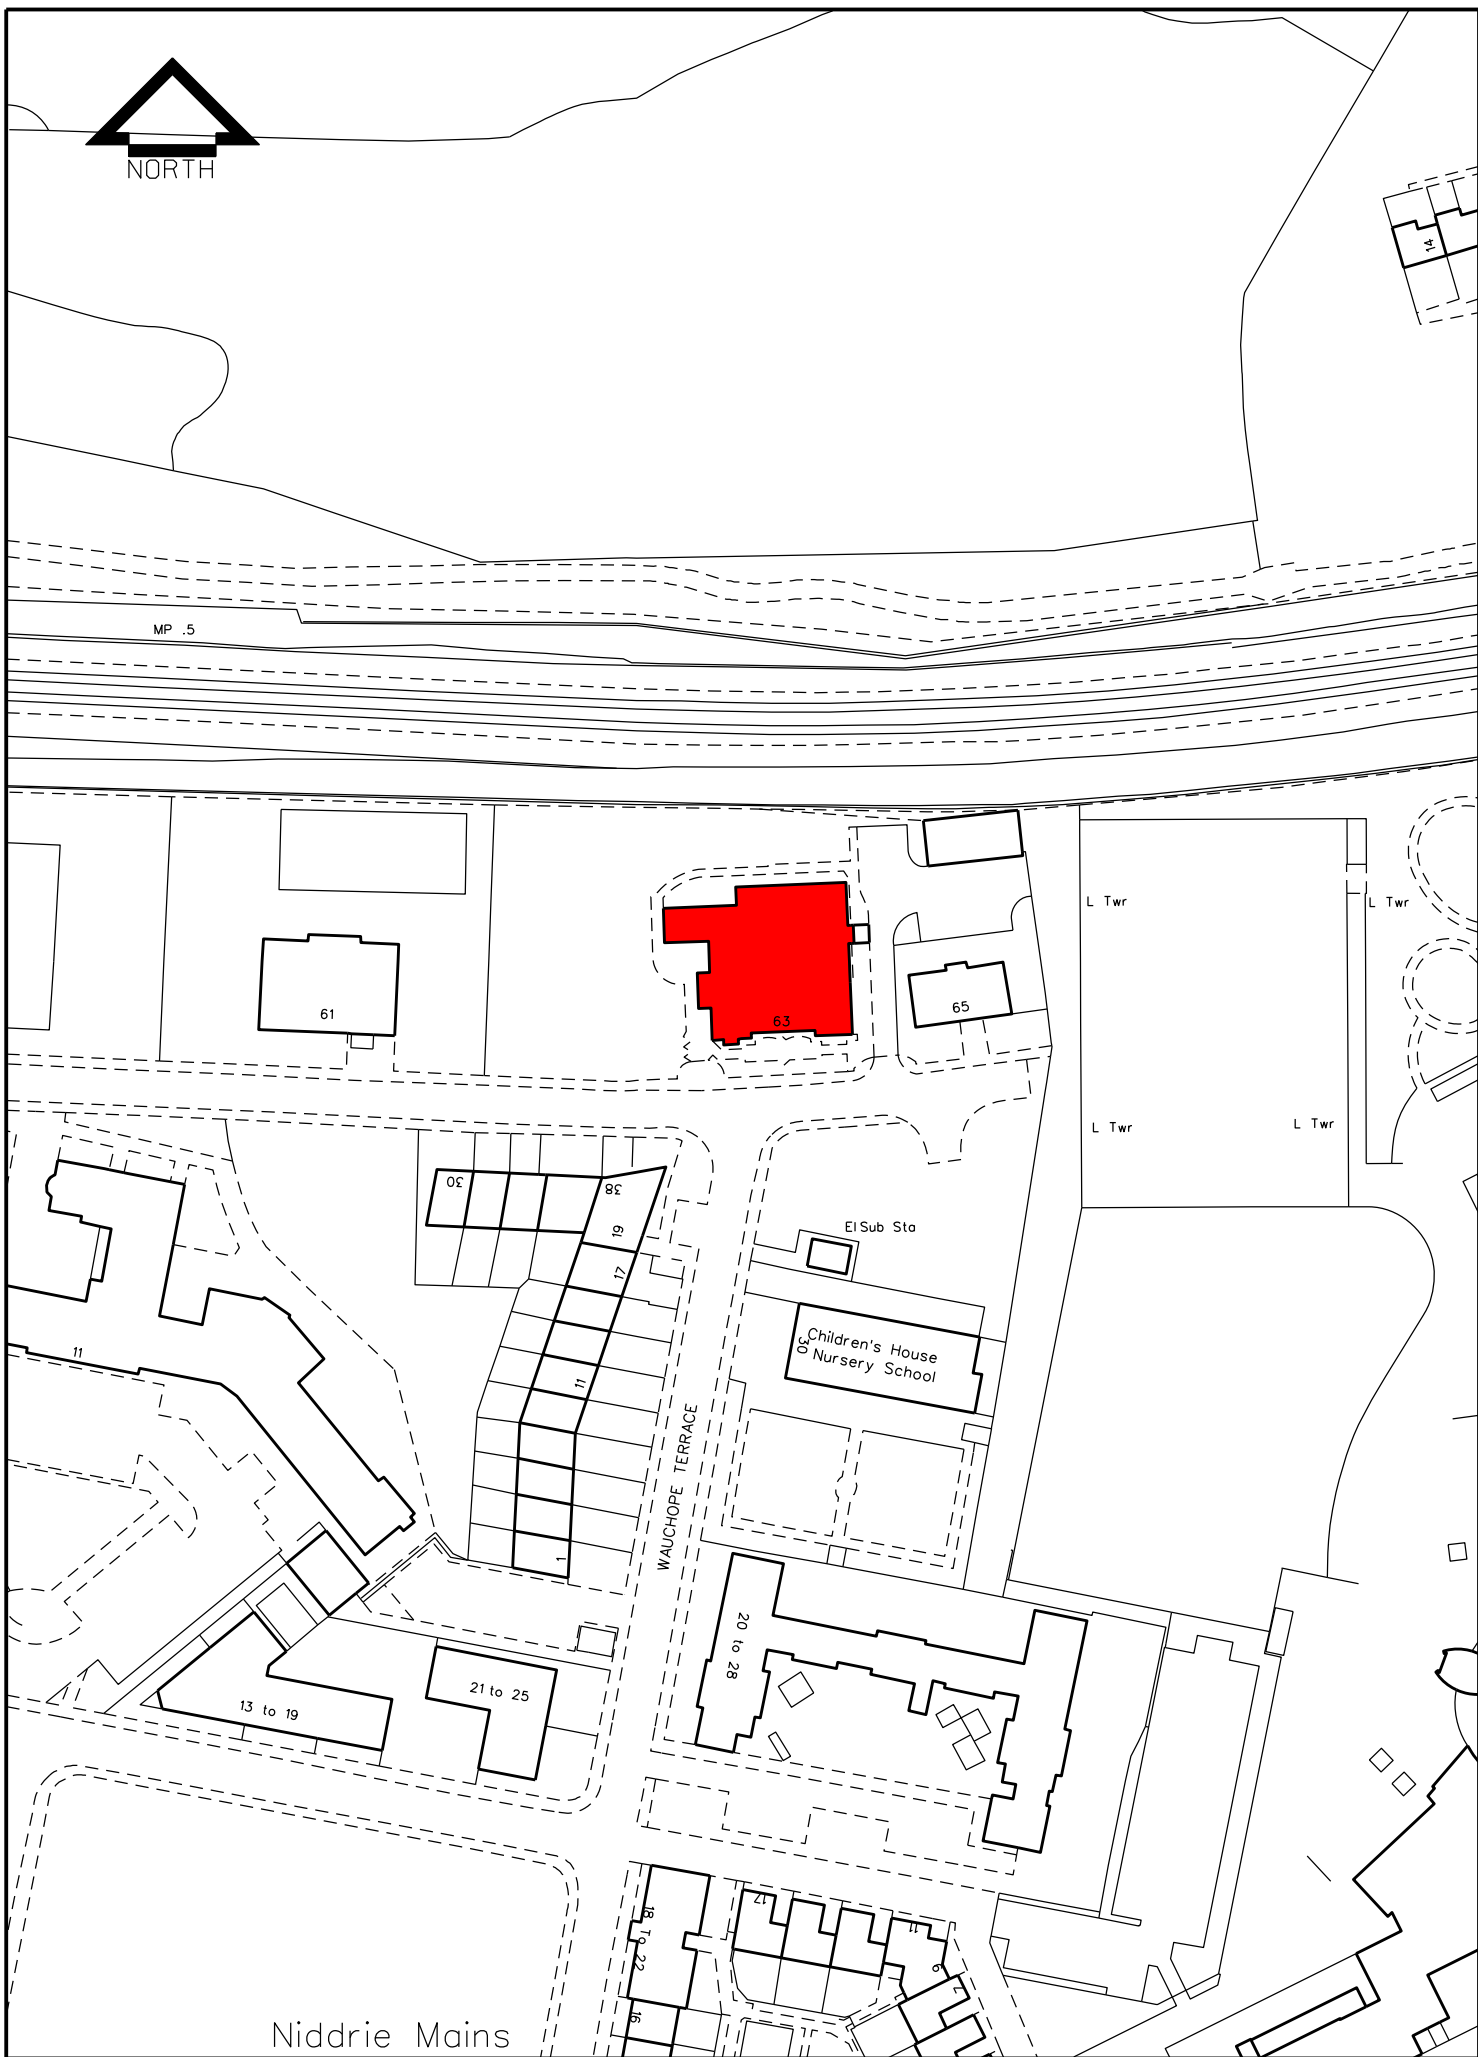 NORTH
14
MP .5
L Twr
L Twr
61
63
65
L Twr
L Twr
30
38
19
El Sub Sta
17
Children's House
Nursery School
30
11
11
WAUCHOPE TERRACE
1
20 to 28
21 to 25
13 to 19
17
11
18 To 22
9
7
16
Niddrie Mains